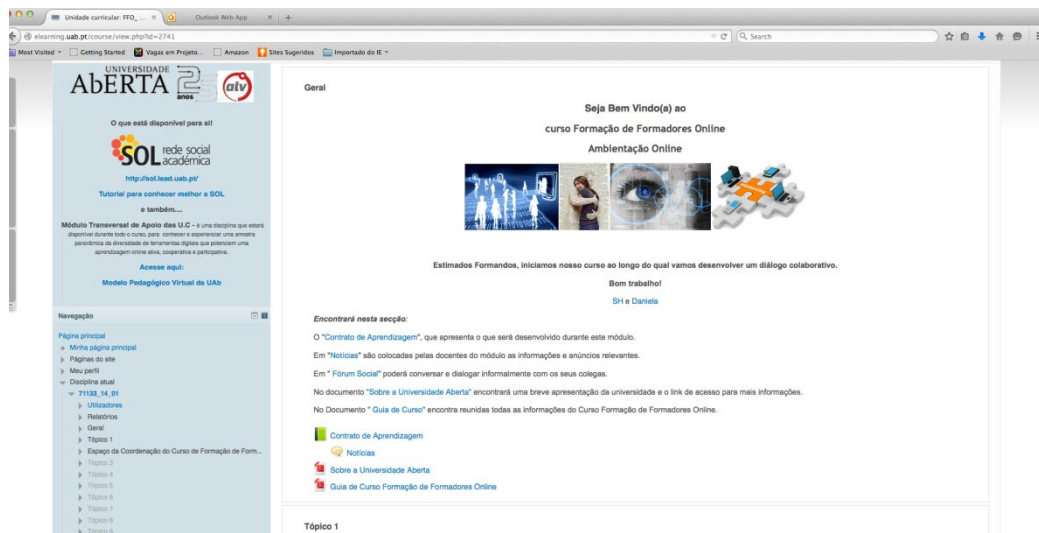 Unidade curricular: FFO_ ...
Outlook Web App
elearning.uab.pt/course/view.php?id=2741
Search
Most Visited
Getting Started
Vagas em Projeto...
Amazon
Sites Sugeridos
Importado do IE
UNIVERSIDADE
AbERTA 25
anos
alv
O que está disponível para si!
SOL rede social
académica
http://sol.lead.uab.pt/
Tutorial para conhecer melhor a SOL
e também....
Módulo Transversal de Apoio das U.C - é uma disciplina que estará
disponível durante todo o curso, para conhecer e experienciar uma amostra
panorâmica da diversidade de ferramentas digitais que potenciem uma
aprendizagem online ativa, cooperativa e participativa.
Acesse aqui:
Modelo Pedagógico Virtual da UAb
Navegação
Página principal
Minha página principal
Páginas do site
Meu perfil
Disciplina atual
71133_14_01
Utilizadores
Relatórios
Geral
Tópico 1
Espaço da Coordenação do Curso de Formação de Form...
Tópico 3
Tópico 4
Tópico 5
Tópico 6
Tópico 7
Tópico 8
Tópico 9
Geral
Seja Bem Vindo(a) ao
curso Formação de Formadores Online
Ambientação Online
Estimados Formandos, iniciamos nosso curso ao longo do qual vamos desenvolver um diálogo colaborativo.
Bom trabalho!
SH e Daniela
Encontrará nesta secção:
O "Contrato de Aprendizagem", que apresenta o que será desenvolvido durante este módulo.
Em "Notícias" são colocadas pelas docentes do módulo as informações e anúncios relevantes.
Em " Fórum Social" poderá conversar e dialogar informalmente com os seus colegas.
No documento "Sobre a Universidade Aberta" encontrará uma breve apresentação da universidade e o link de acesso para mais informações.
No Documento " Guia de Curso" encontra reunidas todas as informações do Curso Formação de Formadores Online.
Contrato de Aprendizagem
Notícias
Sobre a Universidade Aberta
Guia de Curso Formação de Formadores Online
Tópico 1